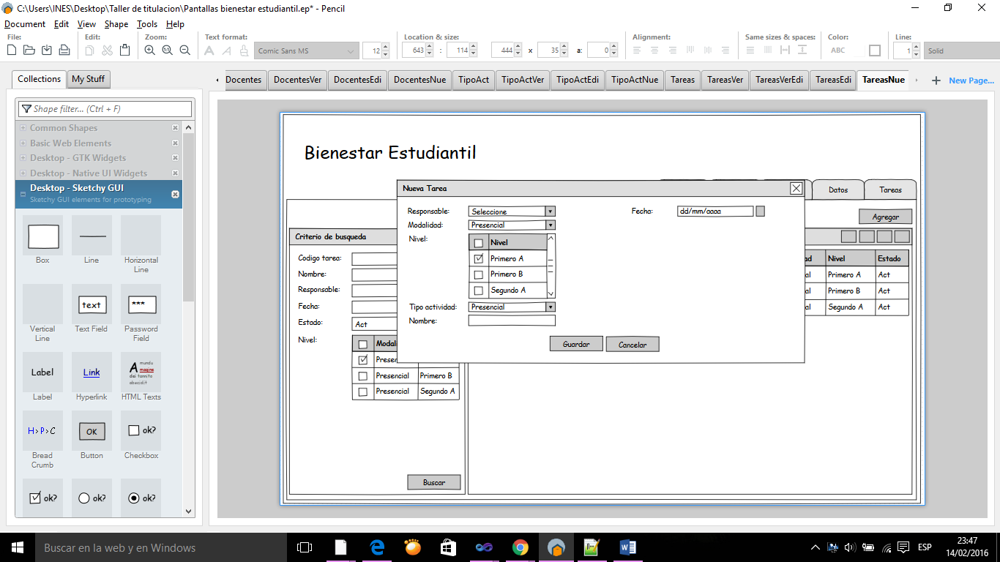 C:\Users\INES\Desktop\Taller de titulacion\Pantallas bienestar estudiantil.ep* - Pencil
Document Edit View Shape Tools Help
File: Edit: Zoom: Text format: Location & size: Alignment: Same sizes & spaces: Color: Line:
Comic Sans MS 12 643 : 114 444 x 35 a: 0 ABC 1 Solid
Collections My Stuff
Docentes DocentesVer DocentesEdi DocentesNue TipoAct TipoActVer TipoActEdi TipoActNue Tareas TareasVer TareasVerEdi TareasEdi TareasNue New Page...
Shape filter... (Ctrl + F)
Common Shapes
Basic Web Elements
Desktop - GTK Widgets
Desktop - Native UI Widgets
Desktop - Sketchy GUI
Sketchy GUI elements for prototyping
Box Line Horizontal Line
text ***
Vertical Line Text Field Password Field
Label Link A mundu magine dei tannito abucidit
Label Hyperlink HTML Texts
H>P>C OK ok?
Bread Crumb Button Checkbox
ok? ok? ok?
Bienestar Estudiantil
Datos Tareas
Agregar
Nueva Tarea
Responsable: Seleccione Fecha: dd/mm/aaaa
Modalidad: Presencial
Nivel: Nivel
Primero A
Primero B
Segundo A
Tipo actividad: Presencial
Nombre:
Guardar Cancelar
Criterio de busqueda
Codigo tarea:
Nombre:
Responsable:
Fecha:
Estado: Act
Nivel: Modali
Presen
Presencial Primero B
Presencial Segundo A
Buscar
ad Nivel Estado
al Primero A Act
al Primero B Act
al Segundo A Act
Buscar en la web y en Windows
ESP
23:47
14/02/2016